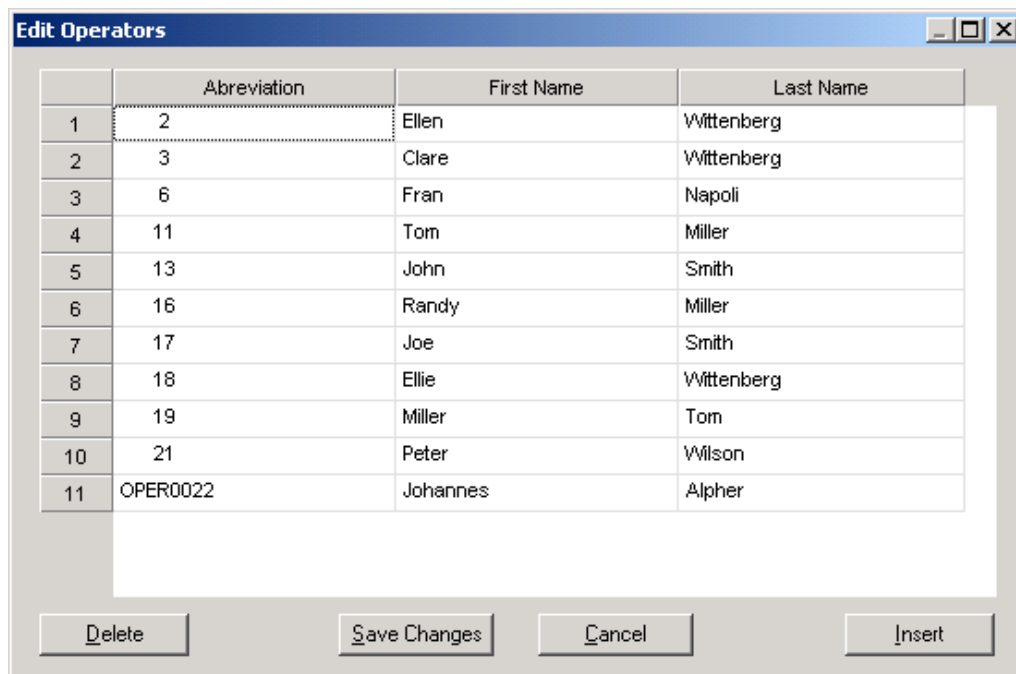 Edit Operators
Abreviation First Name Last Name
1 2 Ellen Wittenberg
2 3 Clare Wittenberg
3 6 Fran Napoli
4 11 Tom Miller
5 13 John Smith
6 16 Randy Miller
7 17 Joe Smith
8 18 Ellie Wittenberg
9 19 Miller Tom
10 21 Peter Wilson
11 OPER0022 Johannes Alpher
Delete Save Changes Cancel Insert